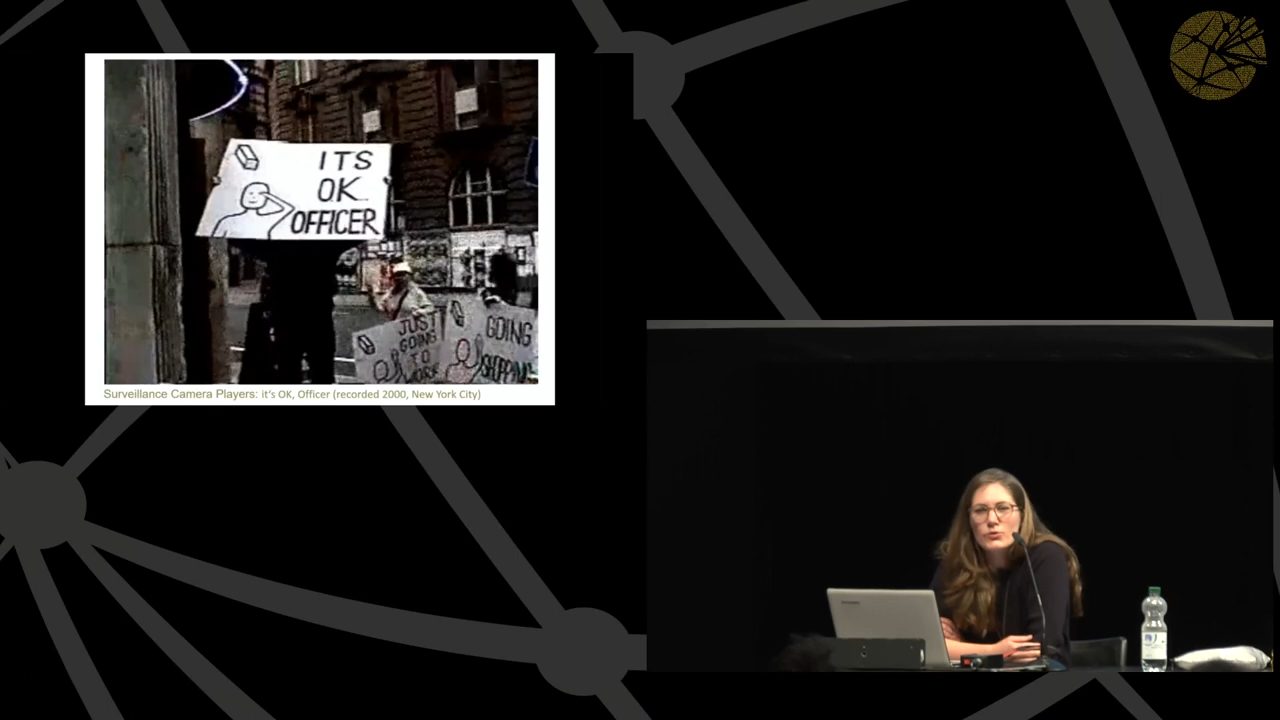 ITS
OK
OFFICER
JUST
GOING
TO
WORK
GOING
SHOPPING
Surveillance Camera Players: it's OK, Officer (recorded 2000, New York City)